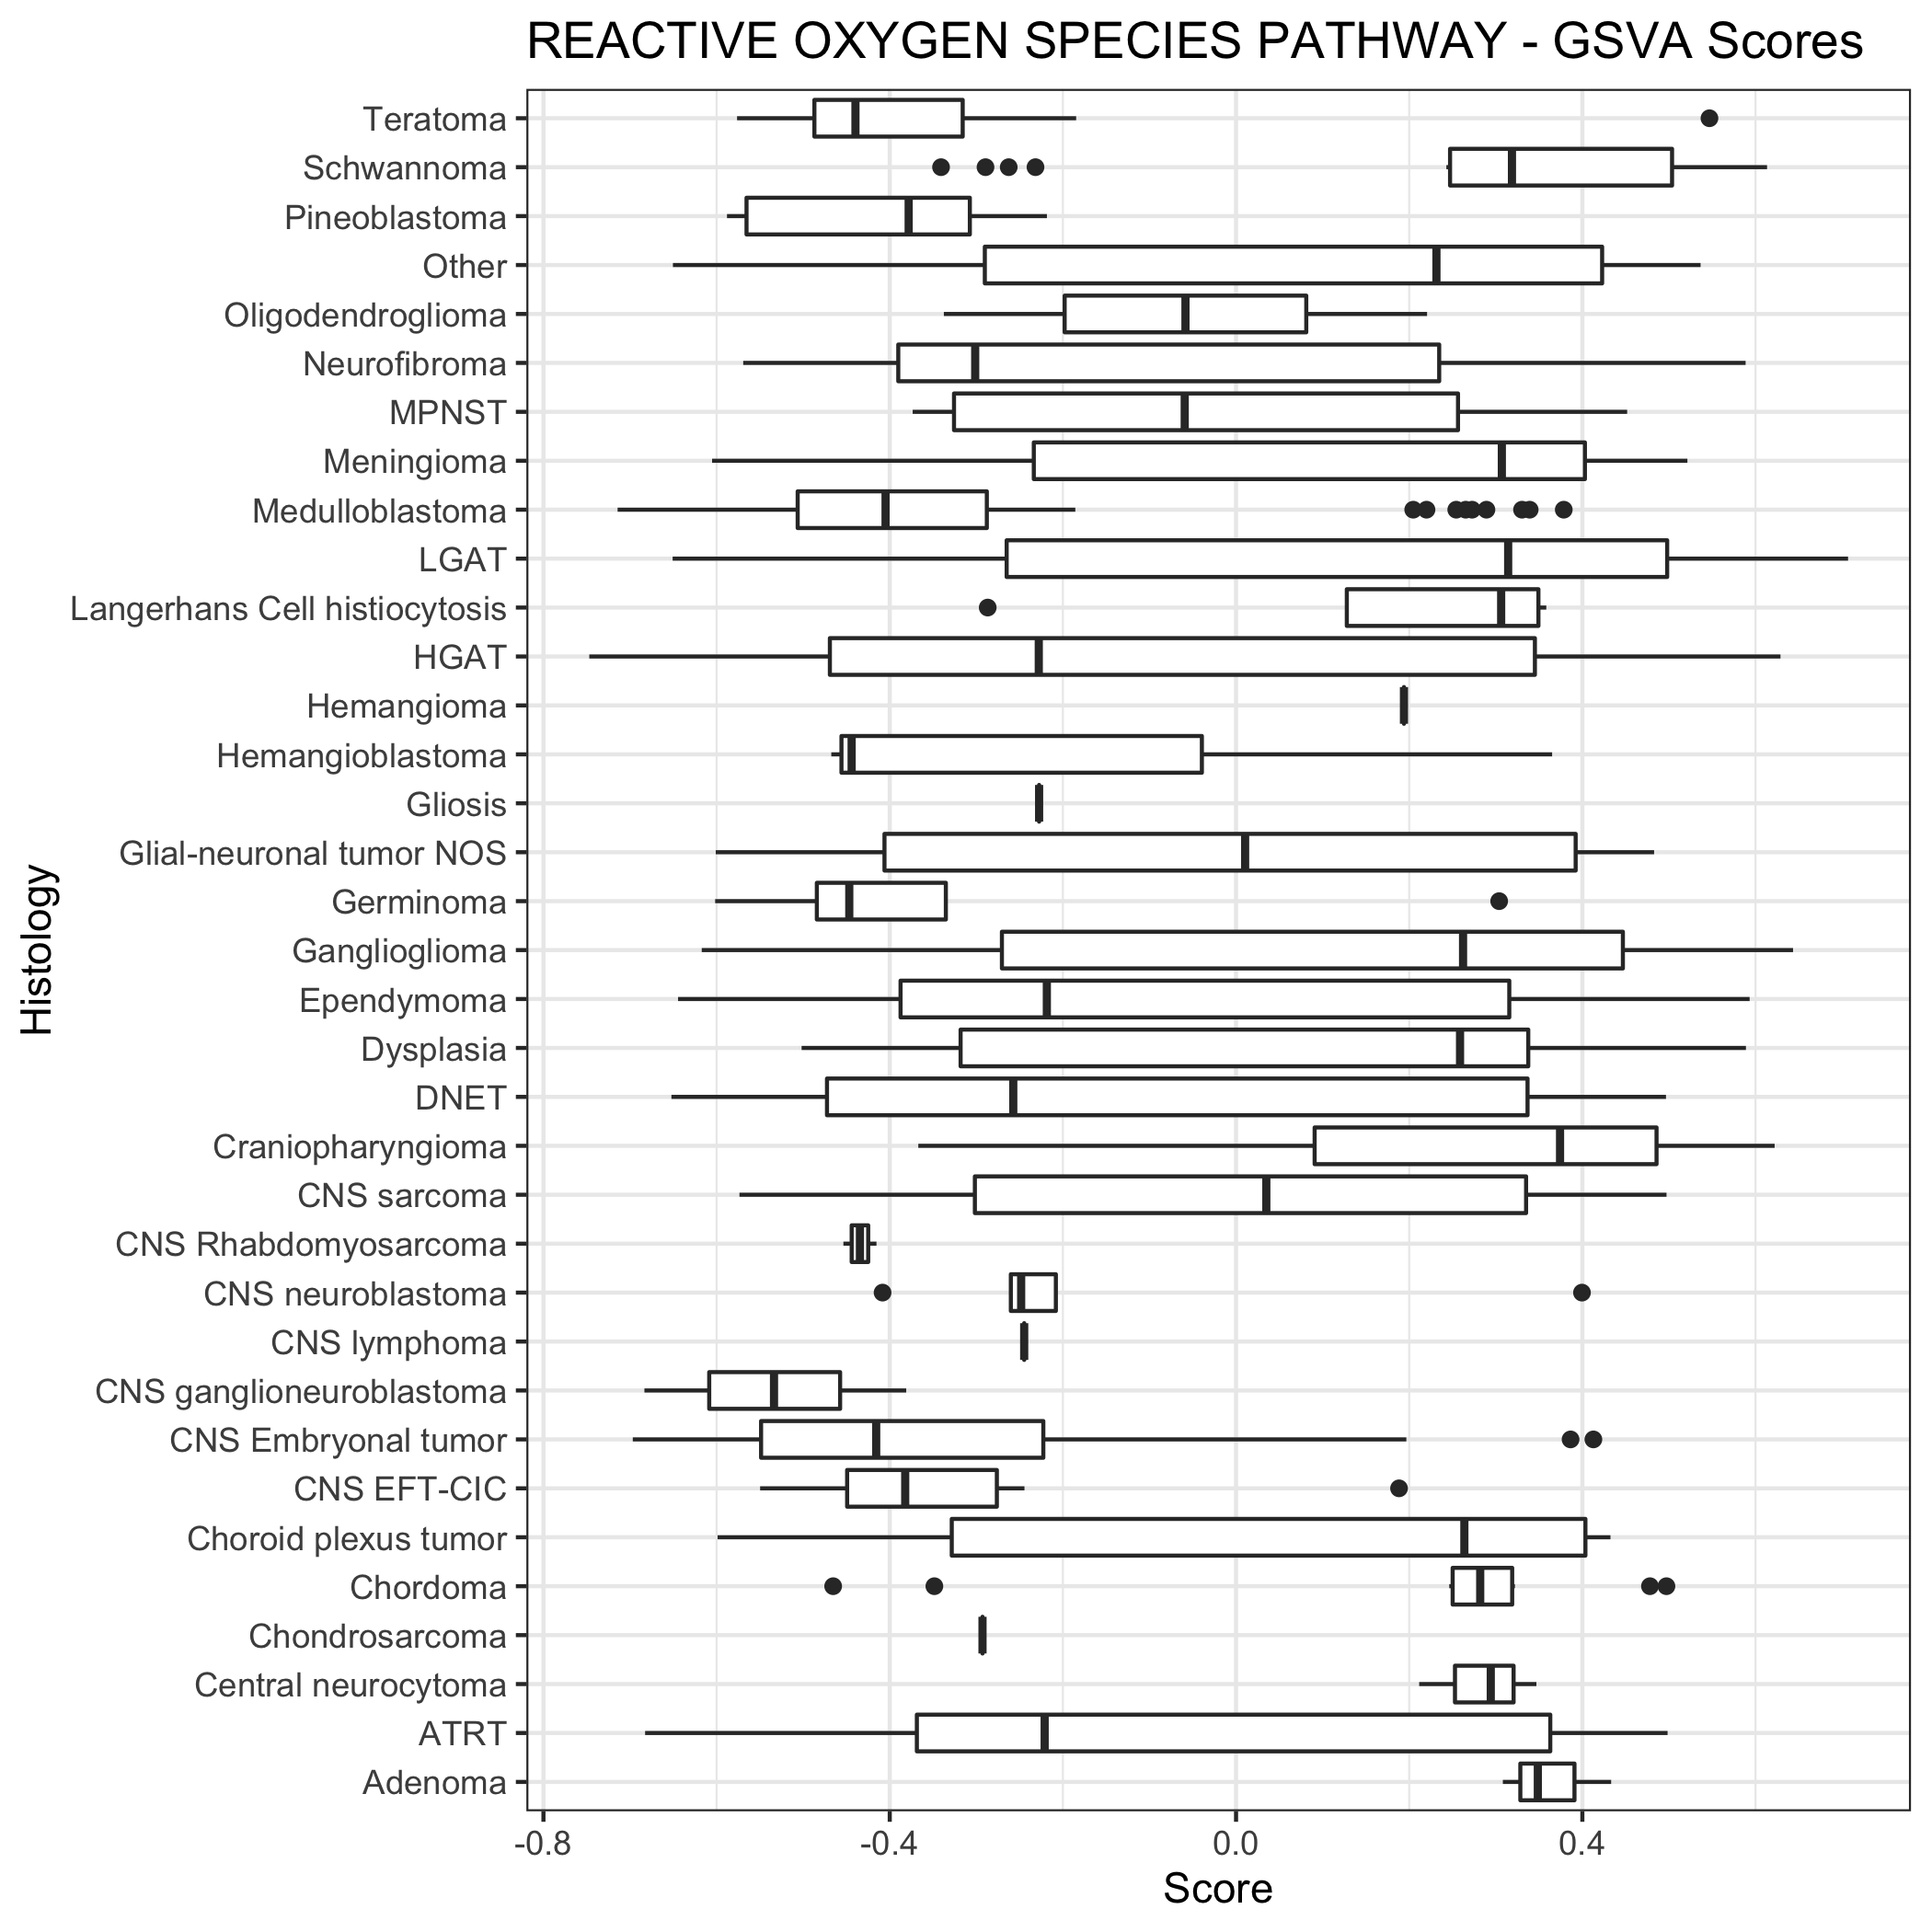 REACTIVE OXYGEN SPECIES PATHWAY - GSVA Scores
Teratoma
Schwannoma
Pineoblastoma
Other
Oligodendroglioma
Neurofibroma
MPNST
Meningioma
Medulloblastoma
LGAT
Langerhans Cell histiocytosis
HGAT
Hemangioma
Hemangioblastoma
Gliosis
Glial-neuronal tumor NOS
Germinoma
Ganglioglioma
Ependymoma
Dysplasia
DNET
Craniopharyngioma
CNS sarcoma
CNS Rhabdomyosarcoma
CNS neuroblastoma
CNS lymphoma
CNS ganglioneuroblastoma
CNS Embryonal tumor
CNS EFT-CIC
Choroid plexus tumor
Chordoma
Chondrosarcoma
Central neurocytoma
ATRT
Adenoma
Histology
-0.8 -0.4 0.0 0.4
Score